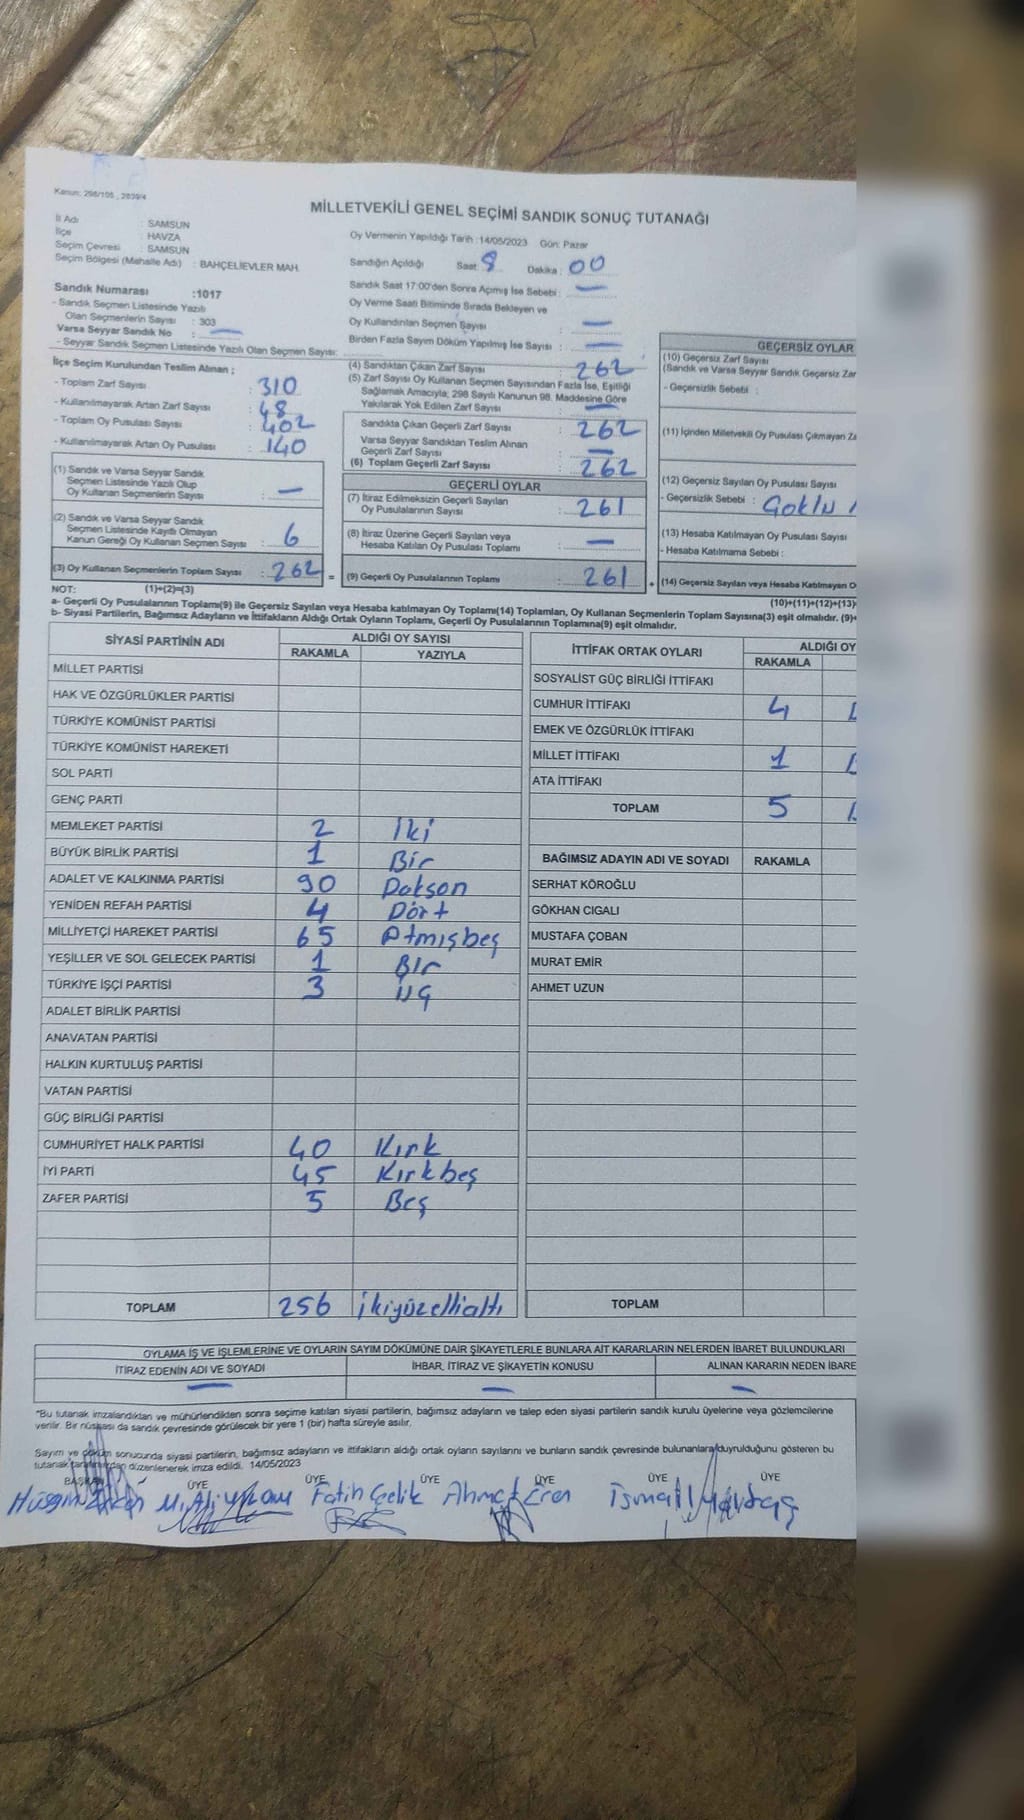 Kanun: 298/105, 2839/4
MİLLETVEKİLİ GENEL SEÇİMİ SANDIK SONUÇ TUTANAĞI
İl Adı : SAMSUN
İlçe : HAVZA
Seçim Çevresi : SAMSUN
Seçim Bölgesi (Mahalle Adı) : BAHÇELİEVLER MAH.
Sandık Numarası :1017
- Sandık Seçmen Listesinde Yazılı
Olan Seçmenlerin Sayısı : 303
Varsa Seyyar Sandık No : —
- Seyyar Sandık Seçmen Listesinde Yazılı Olan Seçmen Sayısı:
Oy Vermenin Yapıldığı Tarih :14/05/2023 Gün: Pazar
Sandığın Açıldığı Saat: 8 Dakika : 00
Sandık Saat 17:00'den Sonra Açımış İse Sebebi : —
Oy Verme Saati Bitiminde Sırada Bekleyen ve
Oy Kullandırılan Seçmen Sayısı : —
Birden Fazla Sayım Döküm Yapılmış İse Sayısı : —
İlçe Seçim Kurulundan Teslim Alınan ;
- Toplam Zarf Sayısı : 310
- Kullanılmayarak Artan Zarf Sayısı : 48
- Toplam Oy Pusulası Sayısı : 402
- Kullanılmayarak Artan Oy Pusulası : 140
(1) Sandık ve Varsa Seyyar Sandık
Seçmen Listesinde Yazılı Olup
Oy Kullanan Seçmenlerin Sayısı : —
(2) Sandık ve Varsa Seyyar Sandık
Seçmen Listesinde Kayıtlı Olmayan
Kanun Gereği Oy Kullanan Seçmen Sayısı : 6
(3) Oy Kullanan Seçmenlerin Toplam Sayısı : 262 =
(4) Sandıktan Çıkan Zarf Sayısı : 262
(5) Zarf Sayısı Oy Kullanan Seçmen Sayısından Fazla İse, Eşitliği
Sağlamak Amacıyla; 298 Sayılı Kanunun 98. Maddesine Göre
Yakılarak Yok Edilen Zarf Sayısı : —
Sandıkta Çıkan Geçerli Zarf Sayısı : 262
Varsa Seyyar Sandıktan Teslim Alınan
Geçerli Zarf Sayısı : —
(6) Toplam Geçerli Zarf Sayısı : 262
GEÇERLİ OYLAR
(7) İtiraz Edilmeksizin Geçerli Sayılan
Oy Pusulalarının Sayısı : 261
(8) İtiraz Üzerine Geçerli Sayılan veya
Hesaba Katılan Oy Pusulası Toplamı : —
(9) Geçerli Oy Pusulalarının Toplamı : 261 +
GEÇERSİZ OYLAR
(10) Geçersiz Zarf Sayısı
(Sandık ve Varsa Seyyar Sandık Geçersiz Zar
- Geçersizlik Sebebi :
(11) İçinden Milletvekili Oy Pusulası Çıkmayan Za
(12) Geçersiz Sayılan Oy Pusulası Sayısı
- Geçersizlik Sebebi :
(13) Hesaba Katılmayan Oy Pusulası Sayısı
- Hesaba Katılmama Sebebi :
(14) Geçersiz Sayılan veya Hesaba Katılmayan O
NOT: (1)+(2)=(3) (10)+(11)+(12)+(13)
a- Geçerli Oy Pusulalarının Toplamı(9) ile Geçersiz Sayılan veya Hesaba katılmayan Oy Toplamı(14) Toplamları, Oy Kullanan Seçmenlerin Toplam Sayısına(3) eşit olmalıdır. (9)+
b- Siyasi Partilerin, Bağımsız Adayların ve İttifakların Aldığı Ortak Oyların Toplamı, Geçerli Oy Pusulalarının Toplamına(9) eşit olmalıdır.
SİYASİ PARTİNİN ADI ALDIĞI OY SAYISI
RAKAMLA YAZIYLA
MİLLET PARTİSİ
HAK VE ÖZGÜRLÜKLER PARTİSİ
TÜRKİYE KOMÜNİST PARTİSİ
TÜRKİYE KOMÜNİST HAREKETİ
SOL PARTİ
GENÇ PARTİ
MEMLEKET PARTİSİ 2 İki
BÜYÜK BİRLİK PARTİSİ 1 Bir
ADALET VE KALKINMA PARTİSİ 90 Doksan
YENİDEN REFAH PARTİSİ 4 Dört
MİLLİYETÇİ HAREKET PARTİSİ 65 Atmışbeş
YEŞİLLER VE SOL GELECEK PARTİSİ 1 Bir
TÜRKİYE İŞÇİ PARTİSİ 3 üç
ADALET BİRLİK PARTİSİ
ANAVATAN PARTİSİ
HALKIN KURTULUŞ PARTİSİ
VATAN PARTİSİ
GÜÇ BİRLİĞİ PARTİSİ
CUMHURİYET HALK PARTİSİ 40 Kırk
İYİ PARTİ 45 Kırkbeş
ZAFER PARTİSİ 5 Beş
TOPLAM 256 ikiyüzelliatı
İTTİFAK ORTAK OYLARI ALDIĞI OY
RAKAMLA
SOSYALİST GÜÇ BİRLİĞİ İTTİFAKI
CUMHUR İTTİFAKI 4
EMEK VE ÖZGÜRLÜK İTTİFAKI
MİLLET İTTİFAKI 1
ATA İTTİFAKI
TOPLAM 5
BAĞIMSIZ ADAYIN ADI VE SOYADI RAKAMLA
SERHAT KÖROĞLU
GÖKHAN CIGALI
MUSTAFA ÇOBAN
MURAT EMİR
AHMET UZUN
TOPLAM
OYLAMA İŞ VE İŞLEMLERİNE VE OYLARIN SAYIM DÖKÜMÜNE DAİR ŞİKAYETLERLE BUNLARA AİT KARARLARIN NELERDEN İBARET BULUNDUKLARI
İTİRAZ EDENİN ADI VE SOYADI İHBAR, İTİRAZ VE ŞİKAYETİN KONUSU ALINAN KARARIN NEDEN İBARE
— — —
"Bu tutanak imzalandıktan ve mühürlendikten sonra seçime katılan siyasi partilerin, bağımsız adayların ve talep eden siyasi partilerin sandık kurulu üyelerine veya gözlemcilerine
verilir. Bir nüshası da sandık çevresinde görülecek bir yere 1 (bir) hafta süreyle asılır.
Sayım ve döküm sonucunda siyasi partilerin, bağımsız adayların ve ittifakların aldığı ortak oyların sayılarını ve bunların sandık çevresinde bulunanlara duyrulduğunu gösteren bu
tutanak tarafımızdan düzenlenerek imza edildi. 14/05/2023
BAŞKAN ÜYE ÜYE ÜYE ÜYE ÜYE
Fatih Çelik Ahmet Eren İsmail